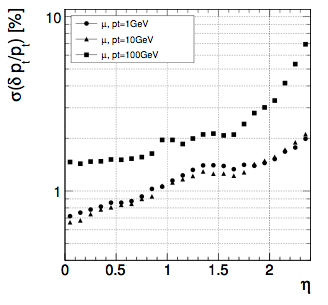 σ(δ p_t/p_t) [%]
10
1
μ, pt=1GeV
μ, pt=10GeV
μ, pt=100GeV
0 0.5 1 1.5 2
η